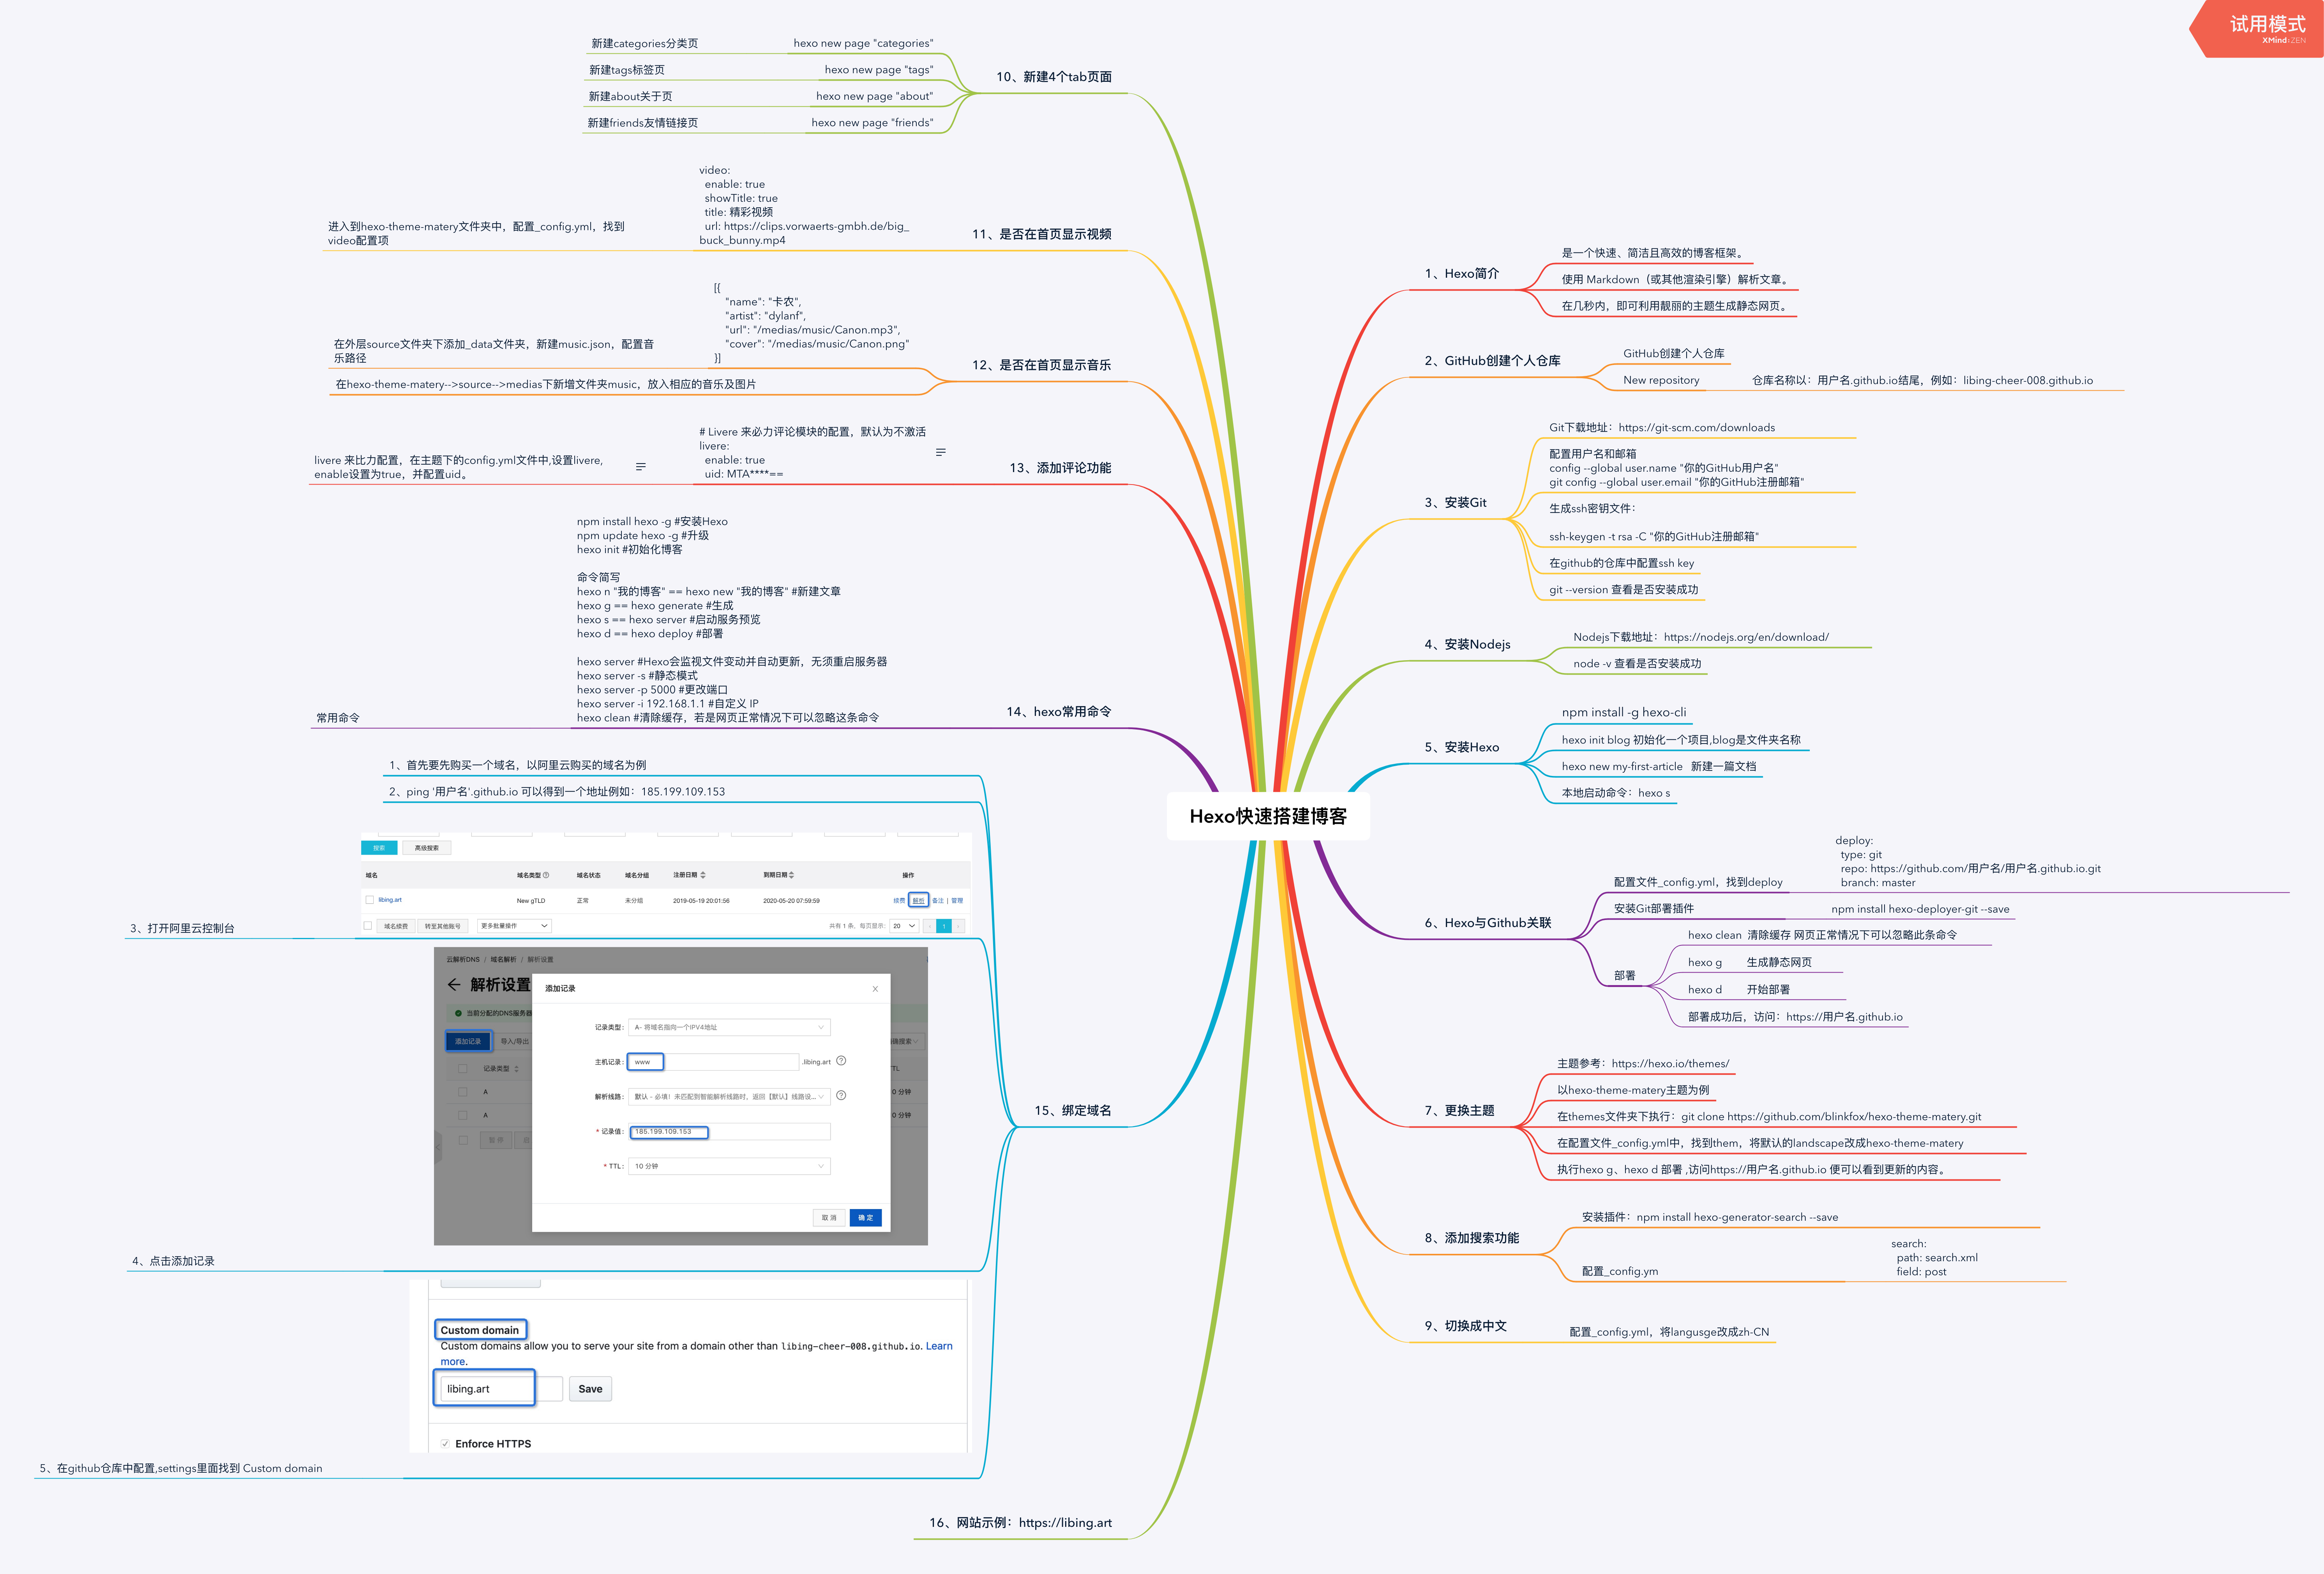 试用模式
XMind:ZEN
Hexo快速搭建博客
1、Hexo简介
是一个快速、简洁且高效的博客框架。
使用 Markdown（或其他渲染引擎）解析文章。
在几秒内，即可利用靓丽的主题生成静态网页。
2、GitHub创建个人仓库
GitHub创建个人仓库
New repository
仓库名称以：用户名.github.io结尾，例如：libing-cheer-008.github.io
3、安装Git
Git下载地址：https://git-scm.com/downloads
配置用户名和邮箱
config --global user.name "你的GitHub用户名"
git config --global user.email "你的GitHub注册邮箱"
生成ssh密钥文件：
ssh-keygen -t rsa -C "你的GitHub注册邮箱"
在github的仓库中配置ssh key
git --version 查看是否安装成功
4、安装Nodejs
Nodejs下载地址：https://nodejs.org/en/download/
node -v 查看是否安装成功
5、安装Hexo
npm install -g hexo-cli
hexo init blog 初始化一个项目,blog是文件夹名称
hexo new my-first-article 新建一篇文档
本地启动命令：hexo s
6、Hexo与Github关联
配置文件_config.yml，找到deploy
deploy:
type: git
repo: https://github.com/用户名/用户名.github.io.git
branch: master
安装Git部署插件
npm install hexo-deployer-git --save
部署
hexo clean 清除缓存 网页正常情况下可以忽略此条命令
hexo g 生成静态网页
hexo d 开始部署
部署成功后，访问：https://用户名.github.io
7、更换主题
主题参考：https://hexo.io/themes/
以hexo-theme-matery主题为例
在themes文件夹下执行：git clone https://github.com/blinkfox/hexo-theme-matery.git
在配置文件_config.yml中，找到them，将默认的landscape改成hexo-theme-matery
执行hexo g、hexo d 部署 ,访问https://用户名.github.io 便可以看到更新的内容。
8、添加搜索功能
安装插件：npm install hexo-generator-search --save
配置_config.ym
search:
path: search.xml
field: post
9、切换成中文
配置_config.yml，将langusge改成zh-CN
10、新建4个tab页面
hexo new page "categories"
新建categories分类页
hexo new page "tags"
新建tags标签页
hexo new page "about"
新建about关于页
hexo new page "friends"
新建friends友情链接页
11、是否在首页显示视频
video:
enable: true
showTitle: true
title: 精彩视频
url: https://clips.vorwaerts-gmbh.de/big_
buck_bunny.mp4
进入到hexo-theme-matery文件夹中，配置_config.yml，找到
video配置项
12、是否在首页显示音乐
[{
"name": "卡农",
"artist": "dylanf",
"url": "/medias/music/Canon.mp3",
"cover": "/medias/music/Canon.png"
}]
在外层source文件夹下添加_data文件夹，新建music.json，配置音
乐路径
在hexo-theme-matery-->source-->medias下新增文件夹music，放入相应的音乐及图片
13、添加评论功能
# Livere 来必力评论模块的配置，默认为不激活
livere:
enable: true
uid: MTA****==
livere 来比力配置，在主题下的config.yml文件中,设置livere,
enable设置为true，并配置uid。
14、hexo常用命令
npm install hexo -g #安装Hexo
npm update hexo -g #升级
hexo init #初始化博客
命令简写
hexo n "我的博客" == hexo new "我的博客" #新建文章
hexo g == hexo generate #生成
hexo s == hexo server #启动服务预览
hexo d == hexo deploy #部署
hexo server #Hexo会监视文件变动并自动更新，无须重启服务器
hexo server -s #静态模式
hexo server -p 5000 #更改端口
hexo server -i 192.168.1.1 #自定义 IP
hexo clean #清除缓存，若是网页正常情况下可以忽略这条命令
常用命令
15、绑定域名
1、首先要先购买一个域名，以阿里云购买的域名为例
2、ping '用户名'.github.io 可以得到一个地址例如：185.199.109.153
3、打开阿里云控制台
搜索 高级搜索
域名 域名类型 域名状态 域名分组 注册日期 到期日期 操作
libing.art New gTLD 正常 未分组 2019-05-19 20:01:56 2020-05-20 07:59:59 续费 解析 备注 | 管理
域名续费 转至其他账号 更多批量操作 共有 1 条，每页显示: 20 1
4、点击添加记录
云解析DNS / 域名解析 / 解析设置
解析设置
当前分配的DNS服务器
添加记录 导入/导出
记录类型
A
0 分钟
A
0 分钟
添加记录
记录类型: A- 将域名指向一个IPV4地址
主机记录: www .libing.art
解析线路: 默认 - 必填！未匹配到智能解析线路时，返回【默认】线路设...
* 记录值: 185.199.109.153
* TTL: 10 分钟
取消 确定
5、在github仓库中配置,settings里面找到 Custom domain
Custom domain
Custom domains allow you to serve your site from a domain other than libing-cheer-008.github.io. Learn
more.
libing.art Save
Enforce HTTPS
16、网站示例：https://libing.art